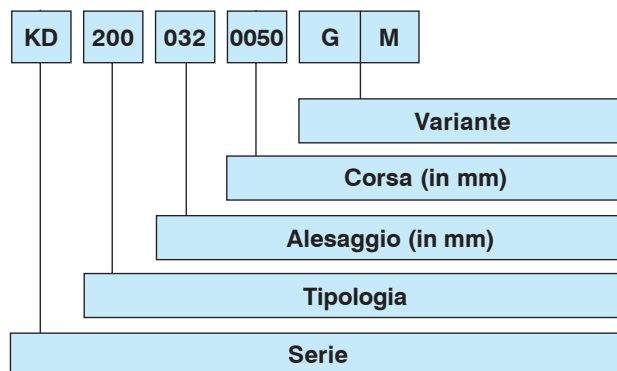 KD 200 032 0050 G M
Variante
Corsa (in mm)
Alesaggio (in mm)
Tipologia
Serie